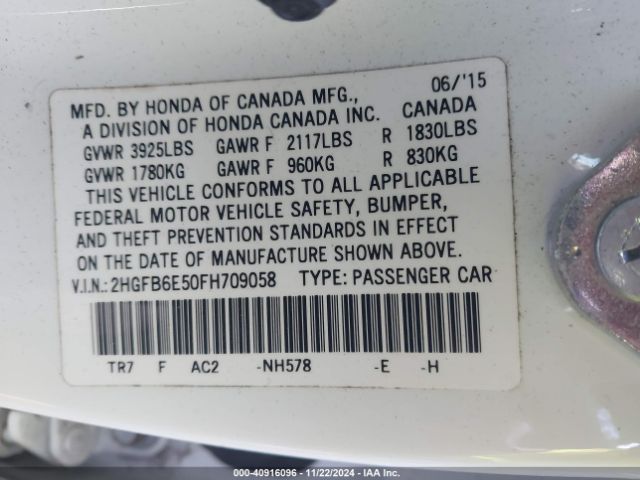 06/'15
MFD. BY HONDA OF CANADA MFG.,
A DIVISION OF HONDA CANADA INC. CANADA
GVWR 3925LBS GAWR F 2117LBS R 1830LBS
GVWR 1780KG GAWR F 960KG R 830KG
THIS VEHICLE CONFORMS TO ALL APPLICABLE
FEDERAL MOTOR VEHICLE SAFETY, BUMPER,
AND THEFT PREVENTION STANDARDS IN EFFECT
ON THE DATE OF MANUFACTURE SHOWN ABOVE.
V.I.N.:2HGFB6E50FH709058 TYPE: PASSENGER CAR
TR7 F AC2 -NH578 -E -H
000-40916096 - 11/22/2024 - IAA Inc.